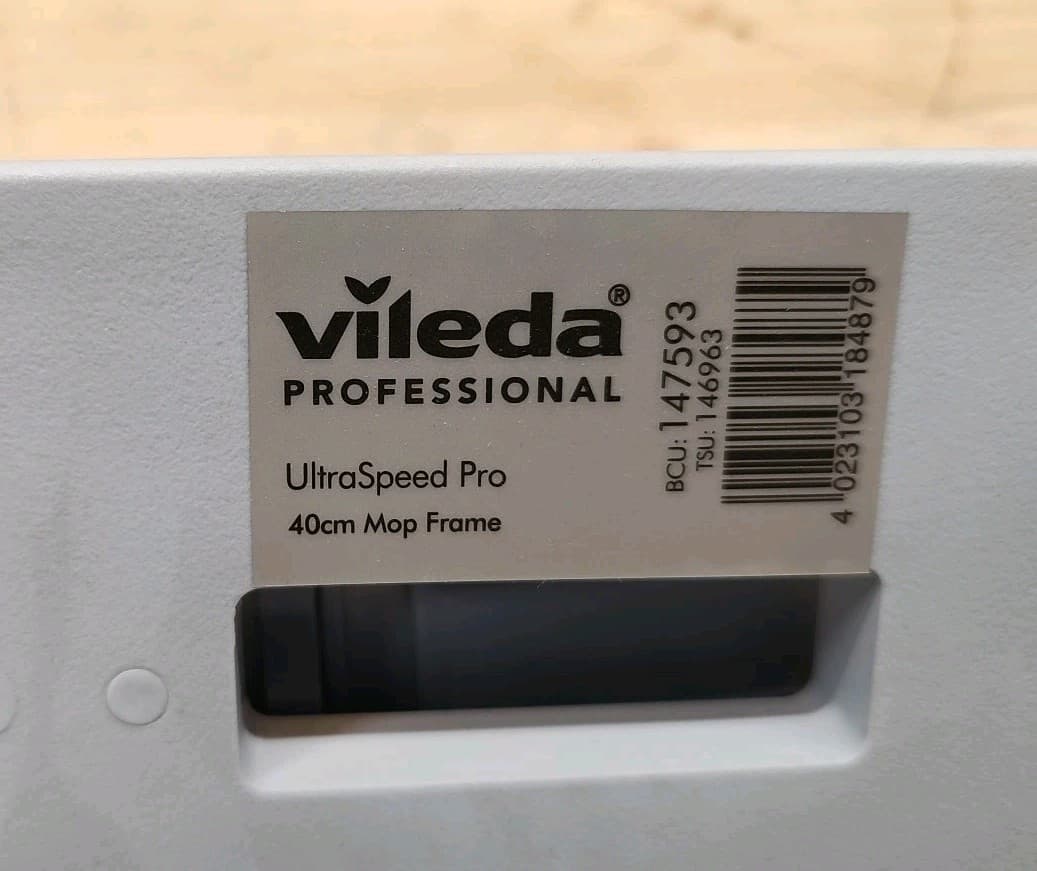 vileda®
PROFESSIONAL
UltraSpeed Pro
40cm Mop Frame
BCU: 147593
TSU: 146963
4 023103 184879